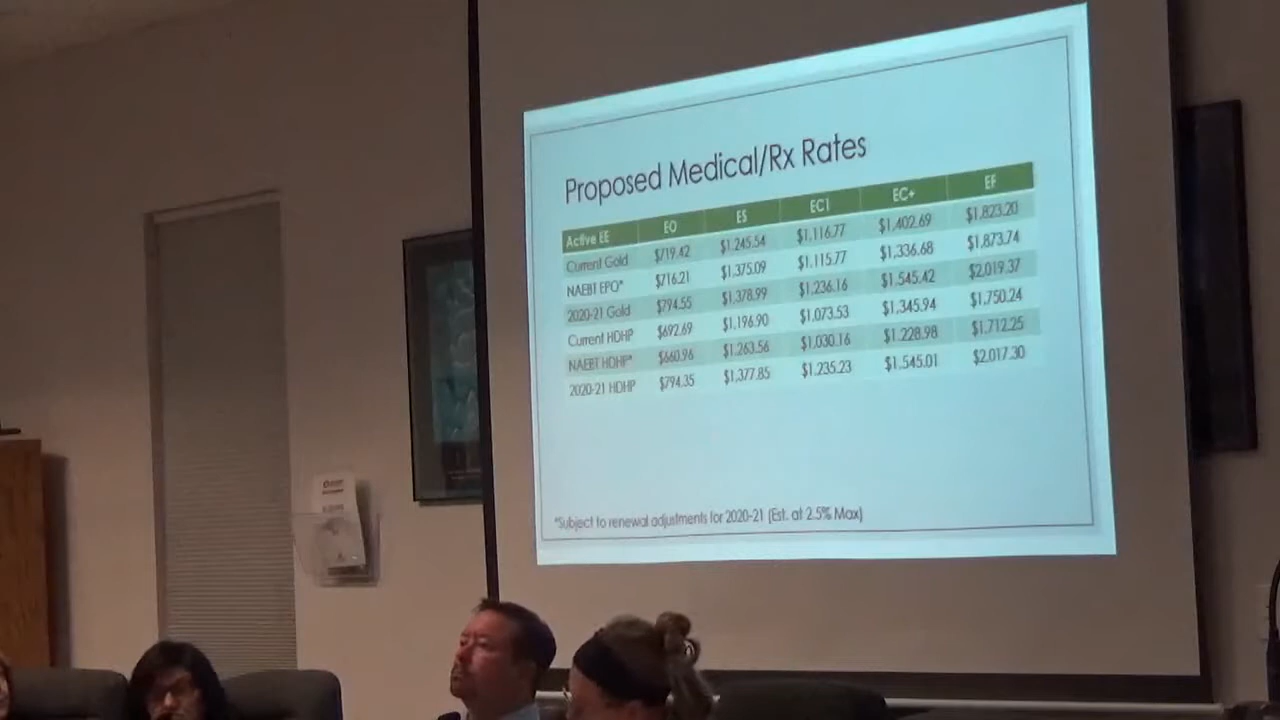 Proposed Medical/Rx Rates
Active EE EO ES EC1 EC+ EF
Current Gold $719.42 $1,245.54 $1,116.77 $1,402.69 $1,823.20
NAEBT EPO* $716.21 $1,375.09 $1,115.77 $1,336.68 $1,873.74
2020-21 Gold $794.55 $1,378.99 $1,236.16 $1,545.42 $2,019.37
Current HDHP $692.69 $1,196.90 $1,073.53 $1,345.94 $1,750.24
NAEBT HDHP* $660.96 $1,263.56 $1,030.16 $1,228.98 $1,712.25
2020-21 HDHP $794.35 $1,377.85 $1,235.23 $1,545.01 $2,017.30
*Subject to renewal adjustments for 2020-21 (Est. at 2.5% Max)